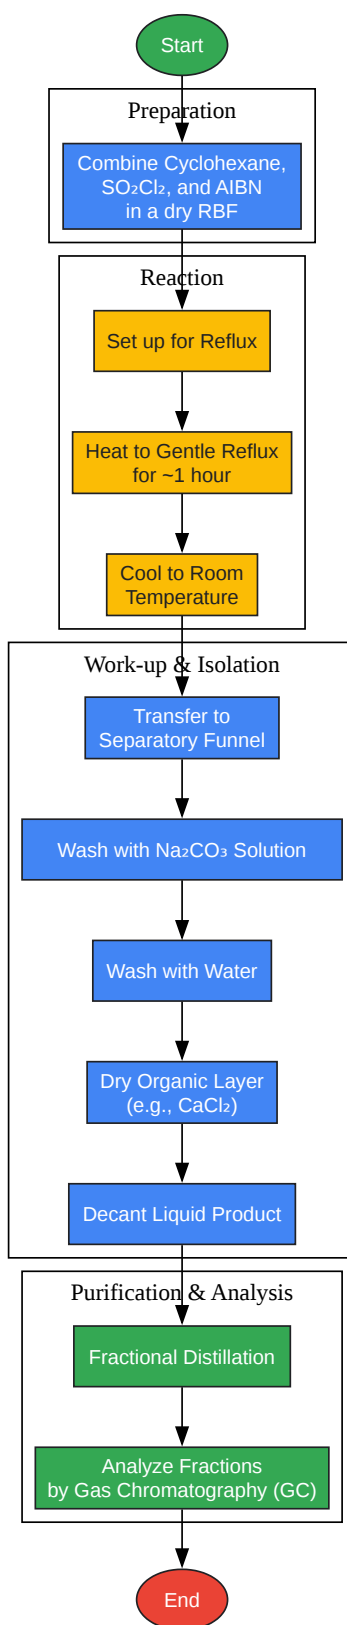 Start
Preparation
Combine Cyclohexane,
SO₂Cl₂, and AIBN
in a dry RBF
Reaction
Set up for Reflux
Heat to Gentle Reflux
for ~1 hour
Cool to Room
Temperature
Work-up & Isolation
Transfer to
Separatory Funnel
Wash with Na₂CO₃ Solution
Wash with Water
Dry Organic Layer
(e.g., CaCl₂)
Decant Liquid Product
Purification & Analysis
Fractional Distillation
Analyze Fractions
by Gas Chromatography (GC)
End